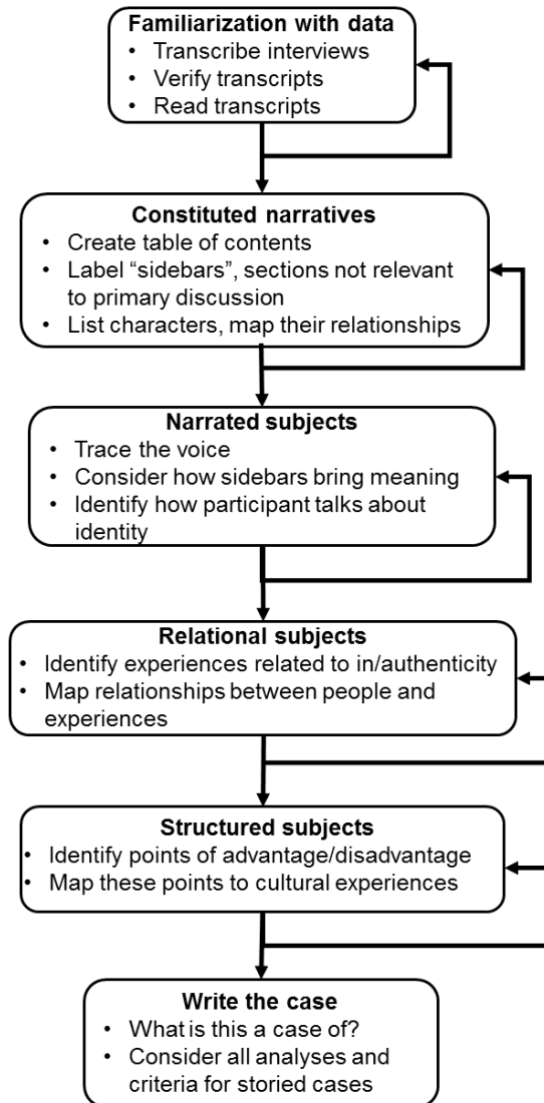 Familiarization with data
• Transcribe interviews
• Verify transcripts
• Read transcripts
Constituted narratives
• Create table of contents
• Label “sidebars”, sections not relevant
to primary discussion
• List characters, map their relationships
Narrated subjects
• Trace the voice
• Consider how sidebars bring meaning
• Identify how participant talks about
identity
Relational subjects
• Identify experiences related to in/authenticity
• Map relationships between people and
experiences
Structured subjects
• Identify points of advantage/disadvantage
• Map these points to cultural experiences
Write the case
• What is this a case of?
• Consider all analyses and
criteria for storied cases